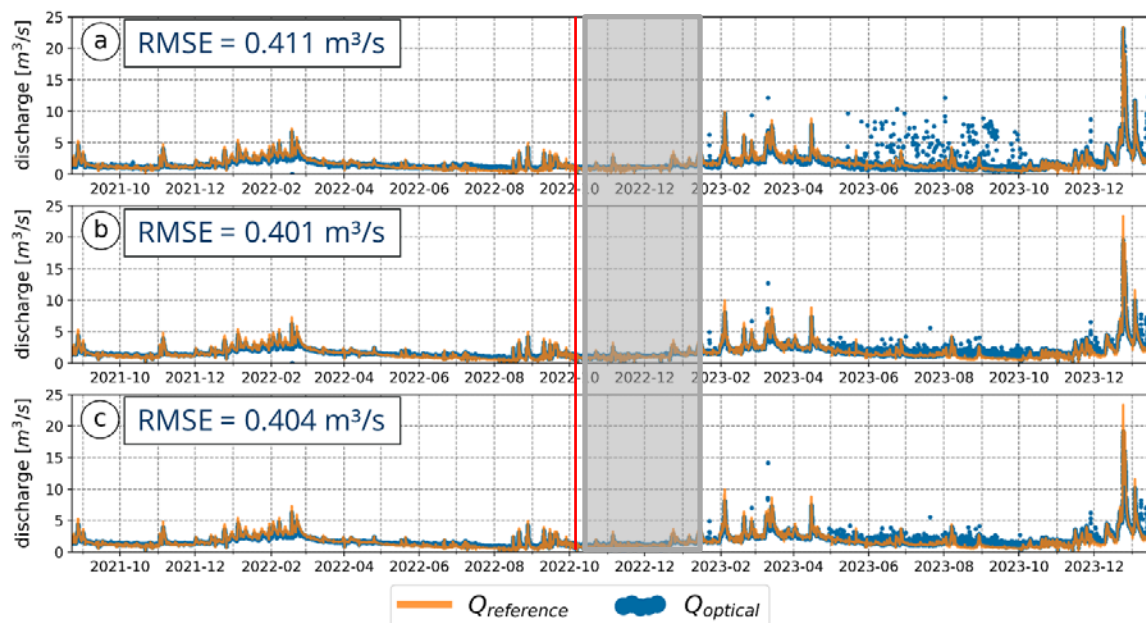 25
20
15
10
5
0
discharge [m³/s]
a
RMSE = 0.411 m³/s
2021-10 2021-12 2022-02 2022-04 2022-06 2022-08 2022-10 2022-12 2023-02 2023-04 2023-06 2023-08 2023-10 2023-12
25
20
15
10
5
0
discharge [m³/s]
b
RMSE = 0.401 m³/s
2021-10 2021-12 2022-02 2022-04 2022-06 2022-08 2022-10 2022-12 2023-02 2023-04 2023-06 2023-08 2023-10 2023-12
25
20
15
10
5
0
discharge [m³/s]
c
RMSE = 0.404 m³/s
2021-10 2021-12 2022-02 2022-04 2022-06 2022-08 2022-10 2022-12 2023-02 2023-04 2023-06 2023-08 2023-10 2023-12
Qreference Qoptical